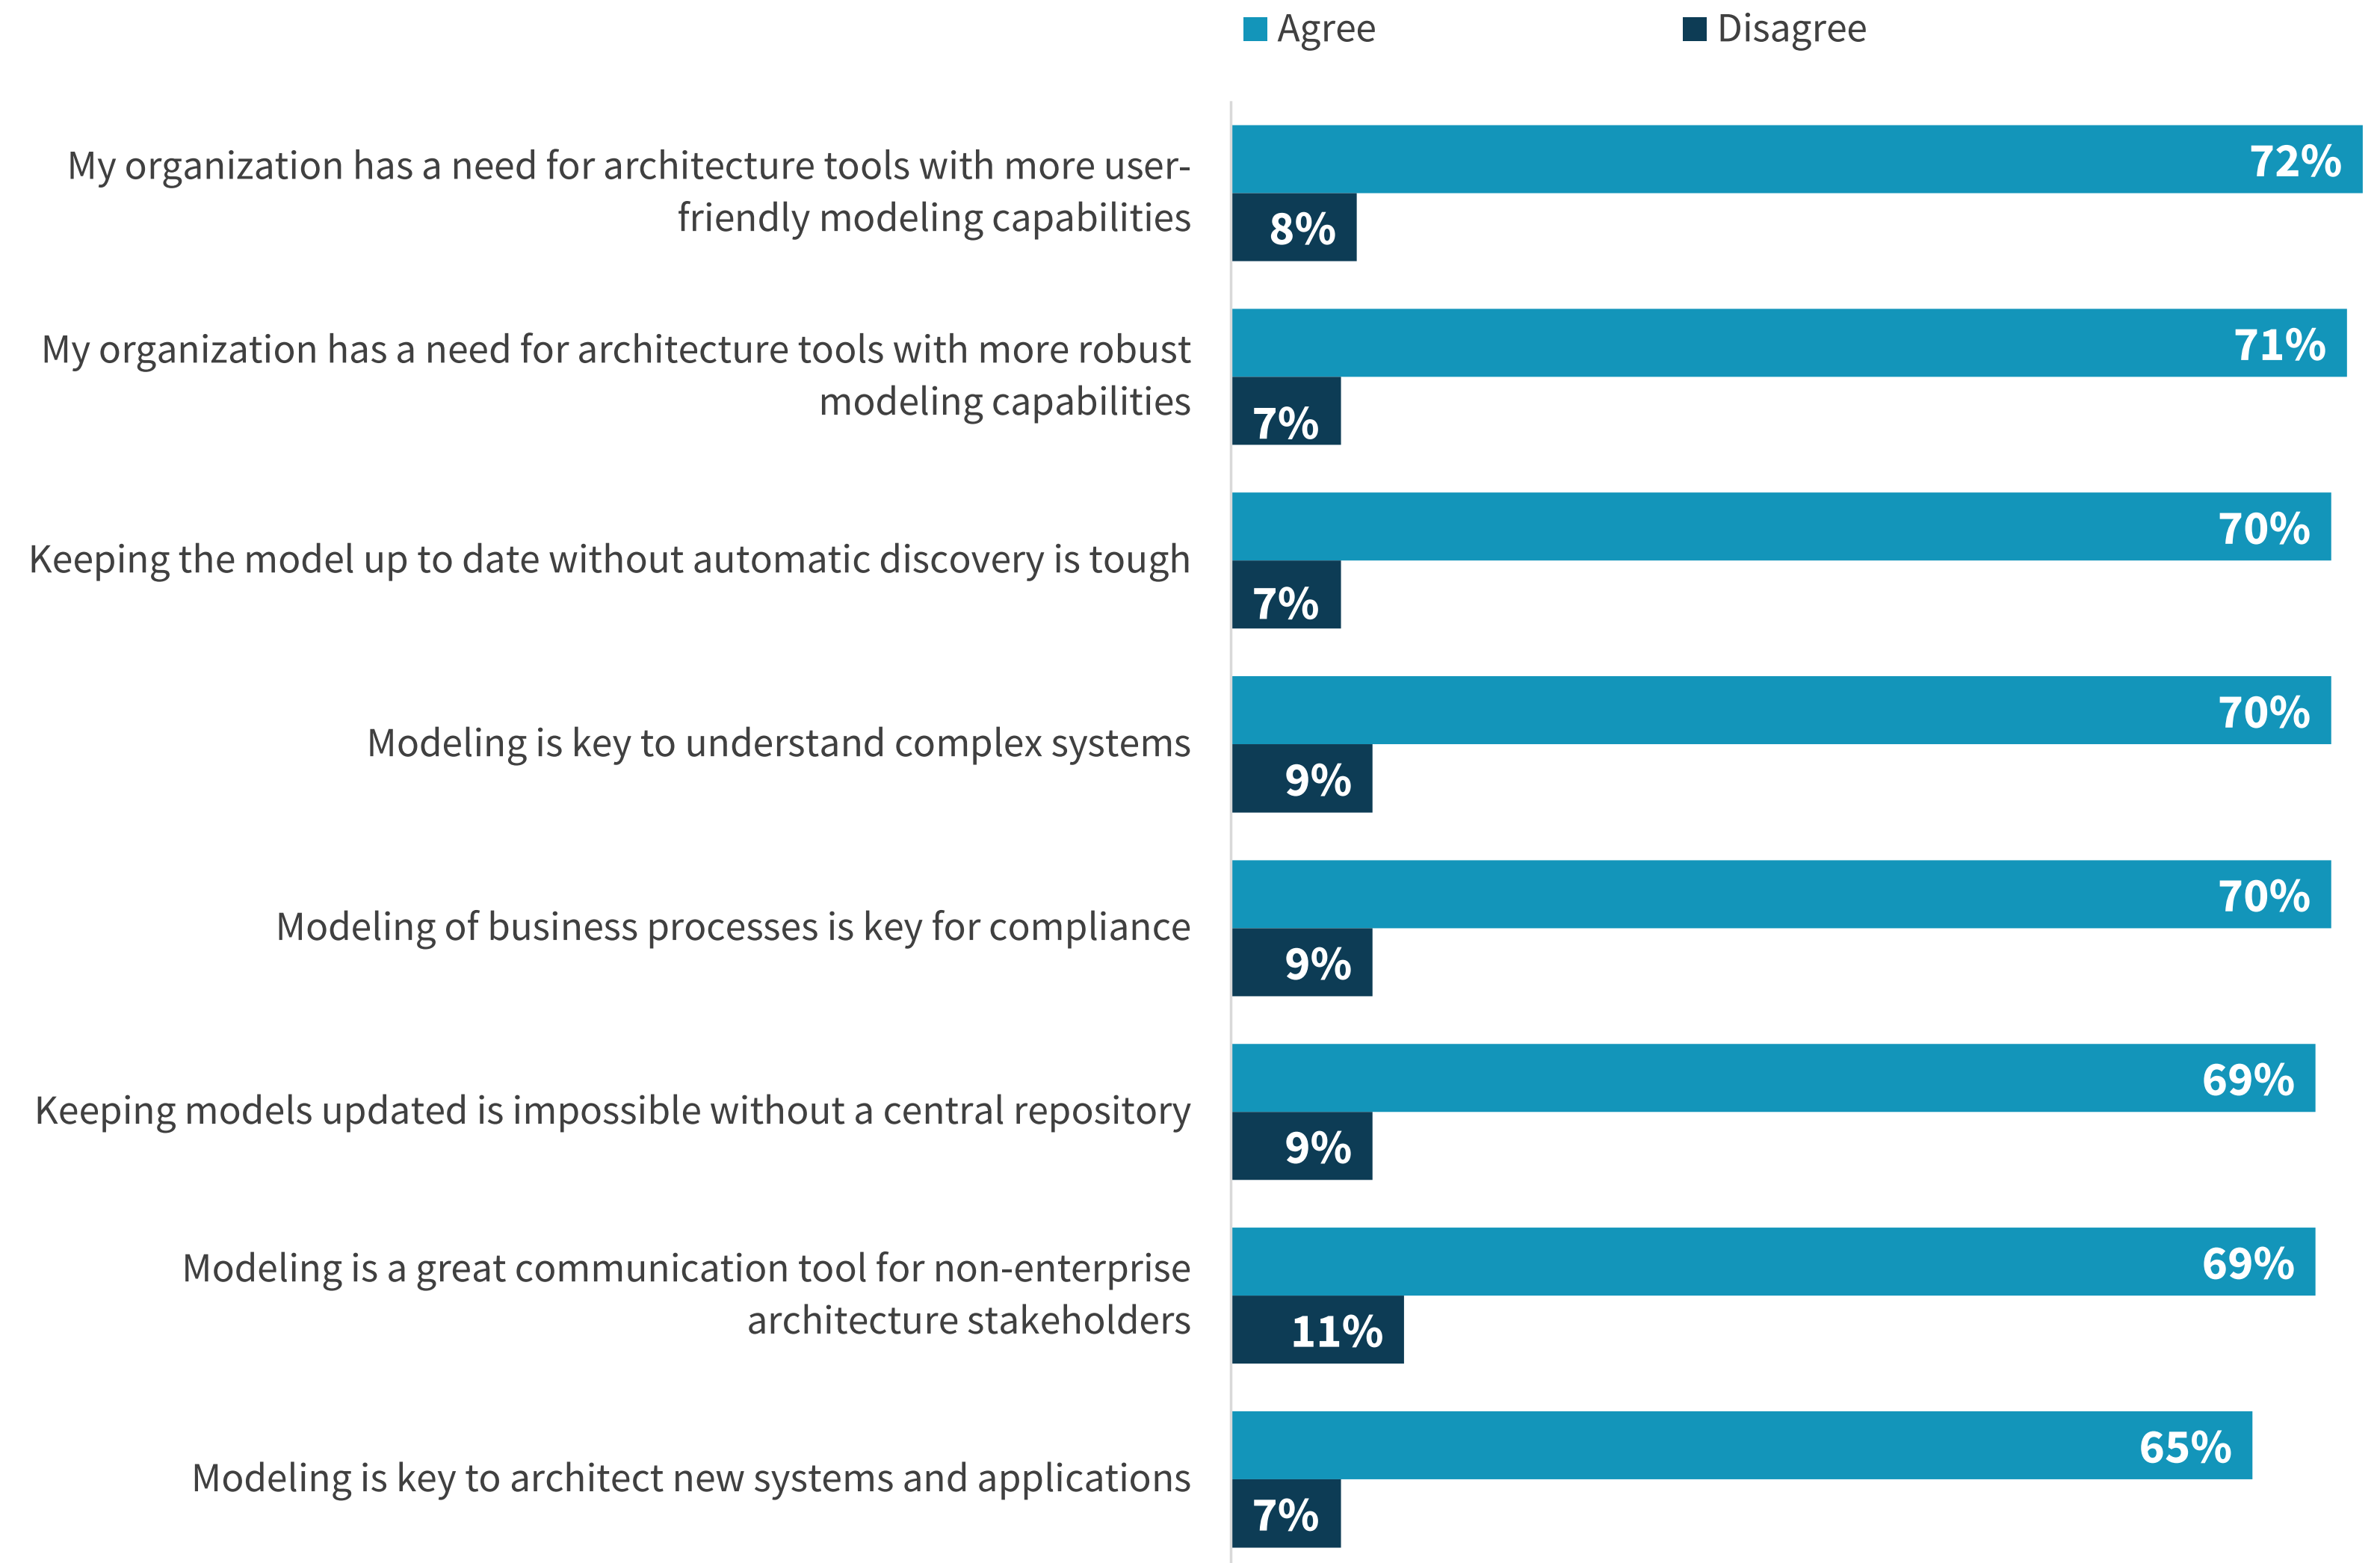 Agree
Disagree
My organization has a need for architecture tools with more user-
friendly modeling capabilities
72%
8%
My organization has a need for architecture tools with more robust
modeling capabilities
71%
7%
Keeping the model up to date without automatic discovery is tough
70%
7%
Modeling is key to understand complex systems
70%
9%
Modeling of business processes is key for compliance
70%
9%
Keeping models updated is impossible without a central repository
69%
9%
Modeling is a great communication tool for non-enterprise
architecture stakeholders
69%
11%
Modeling is key to architect new systems and applications
65%
7%